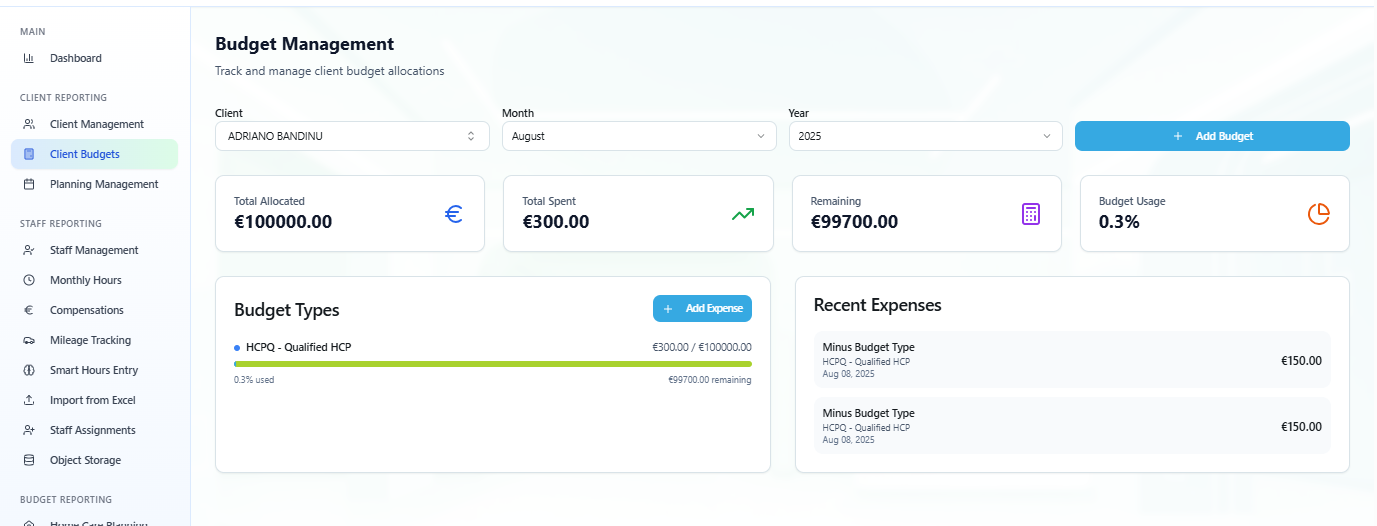 MAIN
Dashboard
CLIENT REPORTING
Client Management
Client Budgets
Planning Management
STAFF REPORTING
Staff Management
Monthly Hours
Compensations
Mileage Tracking
Smart Hours Entry
Import from Excel
Staff Assignments
Object Storage
BUDGET REPORTING
Home Care Planning
Budget Management
Track and manage client budget allocations
Client
ADRIANO BANDINU
Month
August
Year
2025
+ Add Budget
Total Allocated
€100000.00
Total Spent
€300.00
Remaining
€99700.00
Budget Usage
0.3%
Budget Types
+ Add Expense
HCPQ - Qualified HCP
€300.00 / €100000.00
0.3% used
€99700.00 remaining
Recent Expenses
Minus Budget Type
HCPQ - Qualified HCP
Aug 08, 2025
€150.00
Minus Budget Type
HCPQ - Qualified HCP
Aug 08, 2025
€150.00